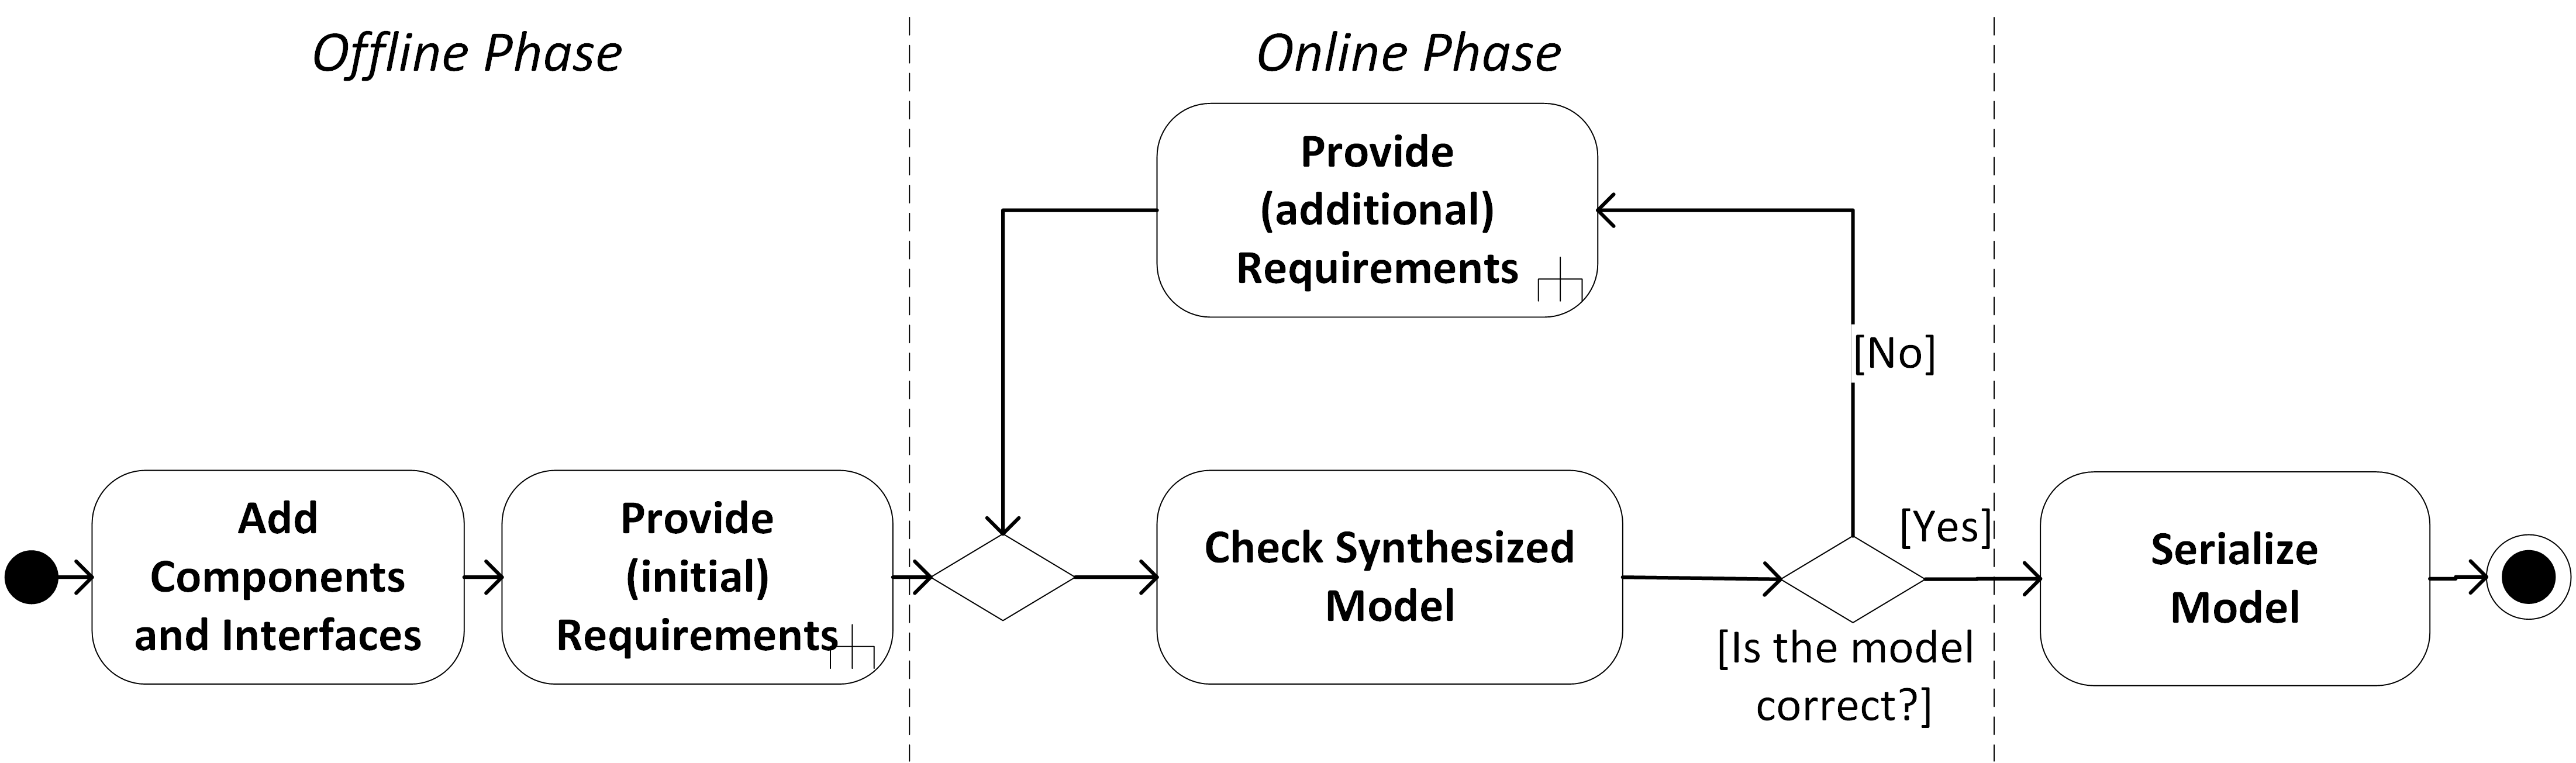 Offline Phase
Online Phase
Provide
(additional)
Requirements
[No]
Add
Components
and Interfaces
Provide
(initial)
Requirements
Check Synthesized
Model
[Yes]
[Is the model
correct?]
Serialize
Model